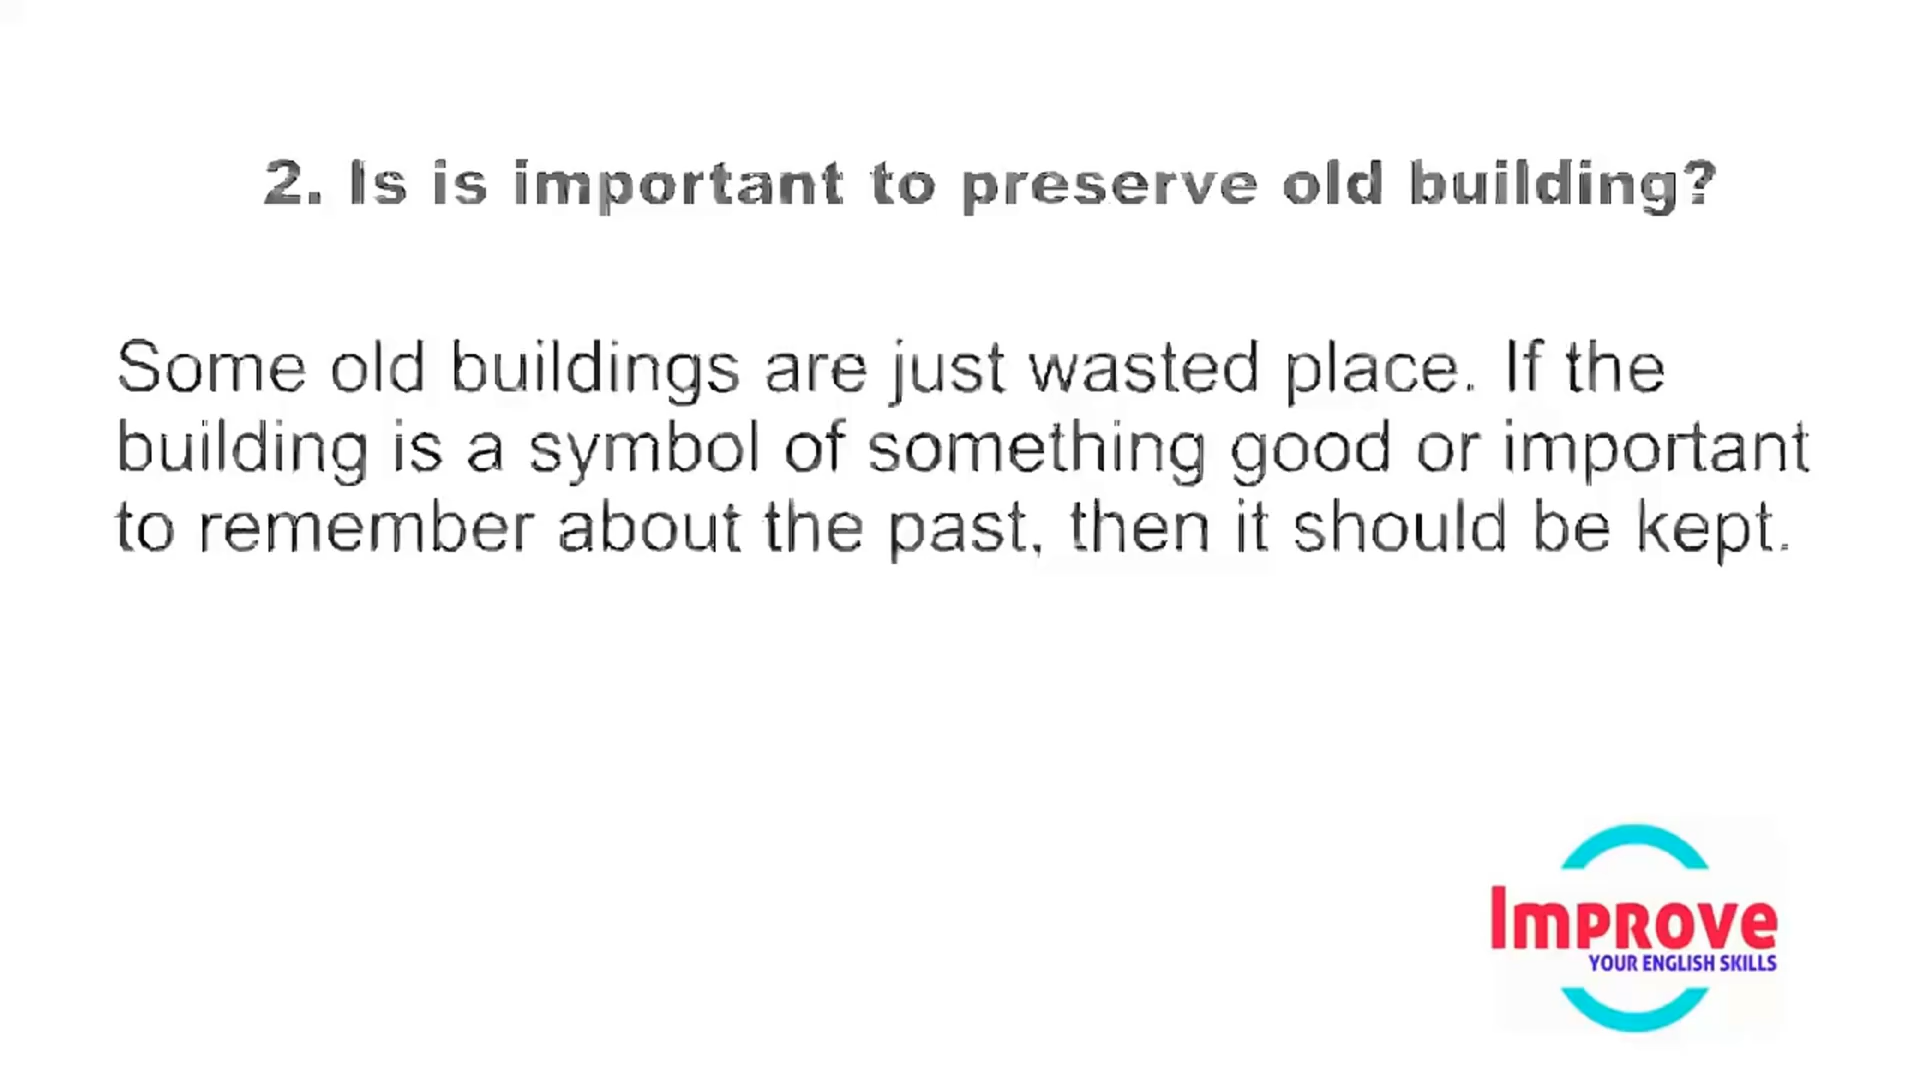 2. Is is important to preserve old building?
Some old buildings are just wasted place. If the
building is a symbol of something good or important
to remember about the past, then it should be kept.
Improve
YOUR ENGLISH SKILLS